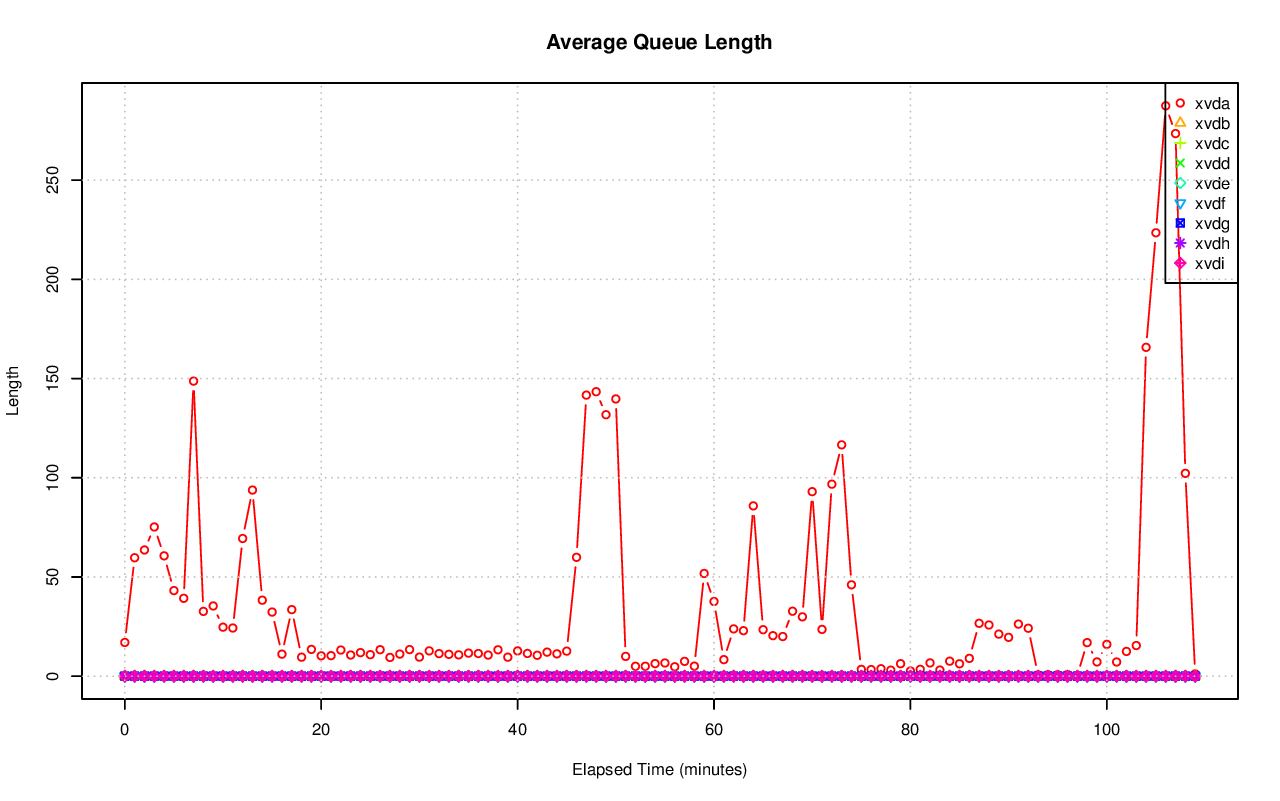 Average Queue Length
Length
250
200
150
100
50
0
xvda
xvdb
xvdc
xvdd
xvde
xvdf
xvdg
xvdh
xvdi
0 20 40 60 80 100
Elapsed Time (minutes)